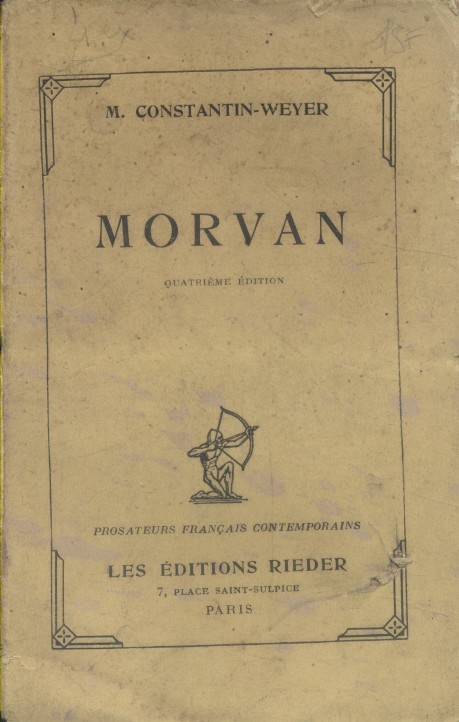 M. CONSTANTIN-WEYER
MORVAN
QUATRIÈME ÉDITION
PROSATEURS FRANÇAIS CONTEMPORAINS
LES ÉDITIONS RIEDER
7, PLACE SAINT-SULPICE
PARIS